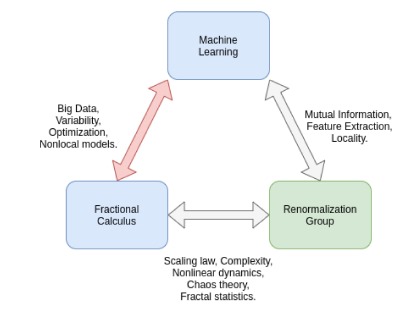 Machine
Learning
Big Data,
Variability,
Optimization,
Nonlocal models.
Mutual Information,
Feature Extraction,
Locality.
Fractional
Calculus
Renormalization
Group
Scaling law, Complexity,
Nonlinear dynamics,
Chaos theory,
Fractal statistics.